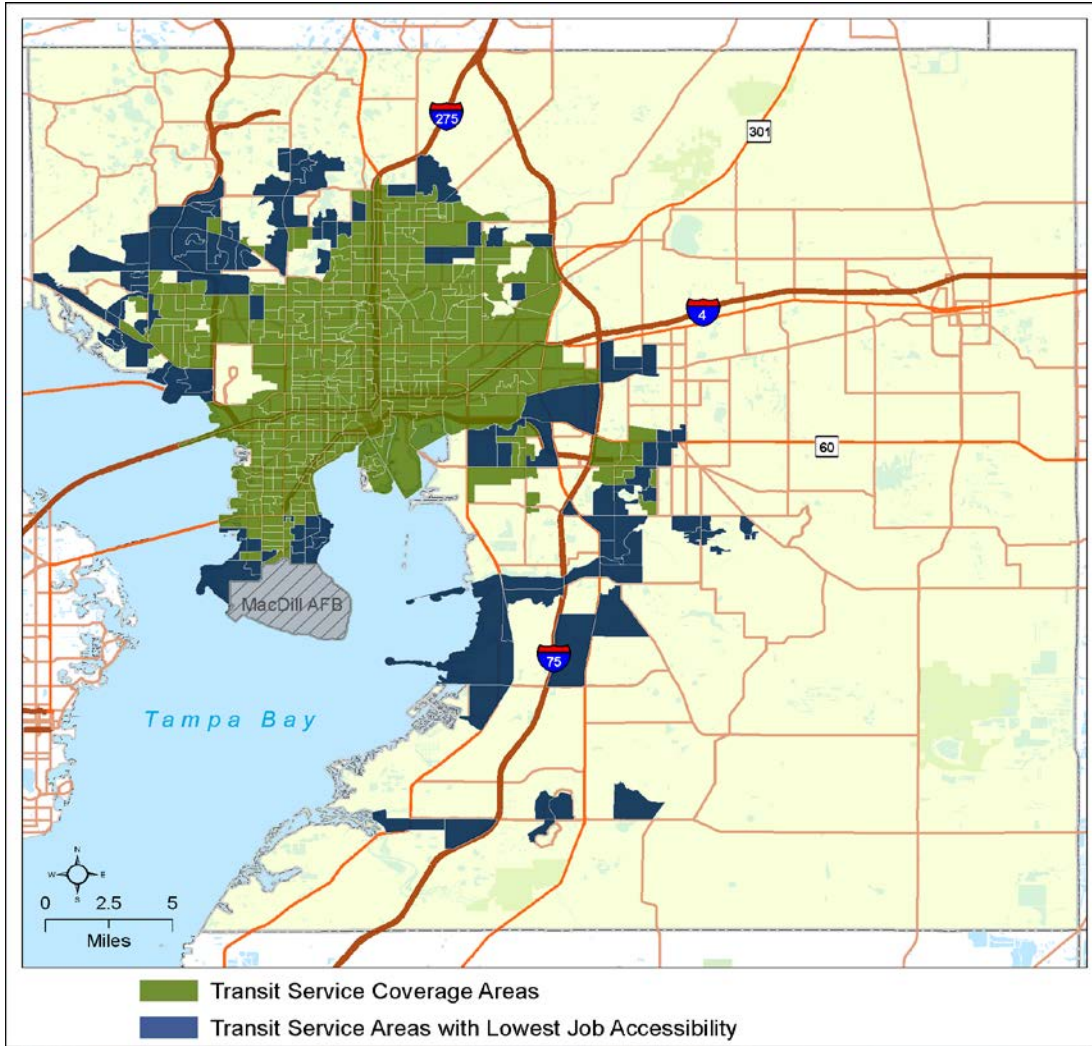 275
301
4
60
MacDill AFB
75
Tampa Bay
N
W E
S
0 2.5 5
Miles
Transit Service Coverage Areas
Transit Service Areas with Lowest Job Accessibility